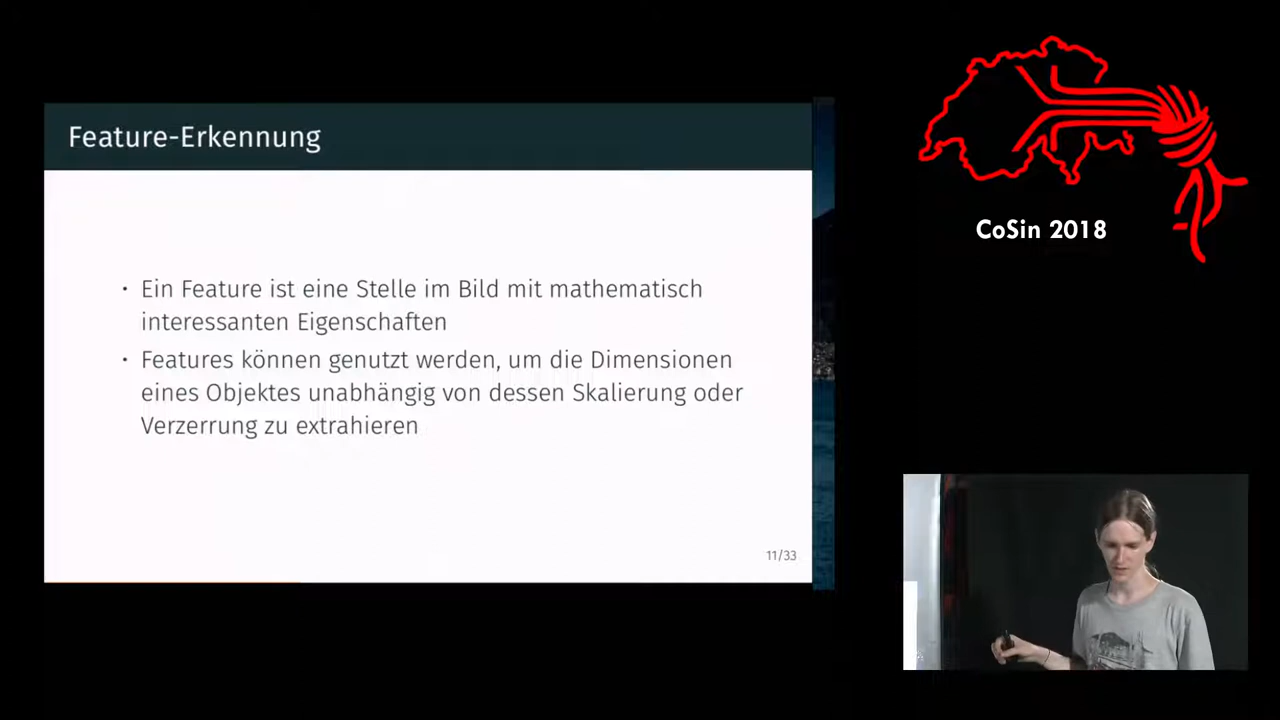 Feature-Erkennung
• Ein Feature ist eine Stelle im Bild mit mathematisch
interessanten Eigenschaften
• Features können genutzt werden, um die Dimensionen
eines Objektes unabhängig von dessen Skalierung oder
Verzerrung zu extrahieren
11/33
CoSin 2018